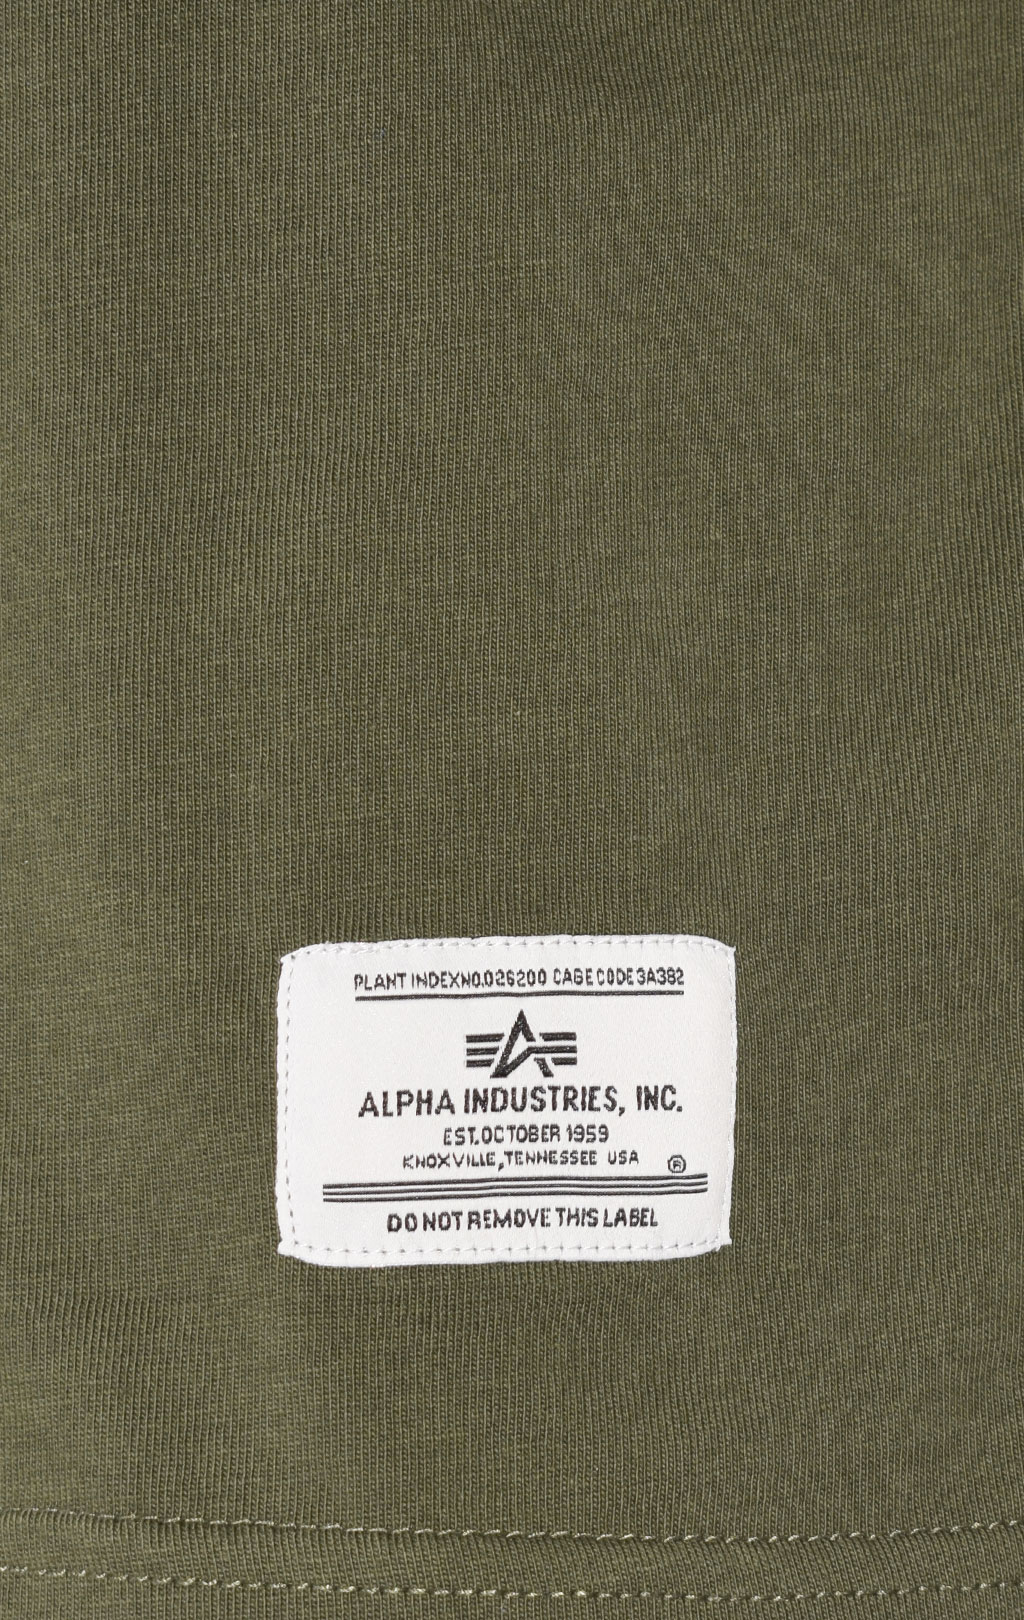 PLANT INDEXNO.026200 CAGE CODE 3A382
ALPHA INDUSTRIES, INC.
EST.OCTOBER 1959
KNOXVILLE, TENNESSEE USA ®
DO NOT REMOVE THIS LABEL